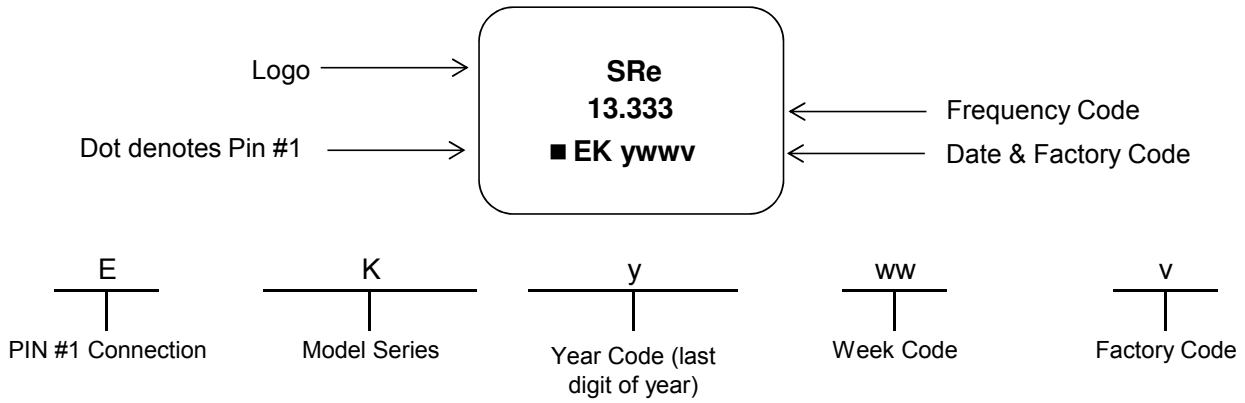 Logo
SRe
13.333
Frequency Code
Dot denotes Pin #1
■ EK ywwv
Date & Factory Code
E K y ww v
PIN #1 Connection Model Series Year Code (last Week Code Factory Code
digit of year)